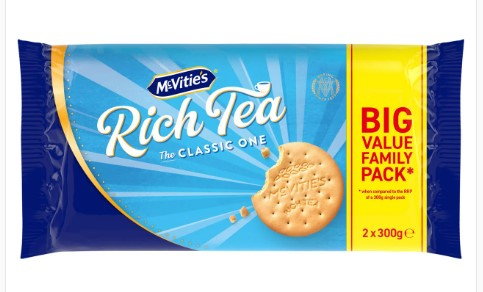 McVitie's
Rich Tea
The CLASSIC ONE
BIG
VALUE
FAMILY
PACK*
*when compared to the RRP
of a 300g single pack
2 x 300g ℮
McVITIE'S